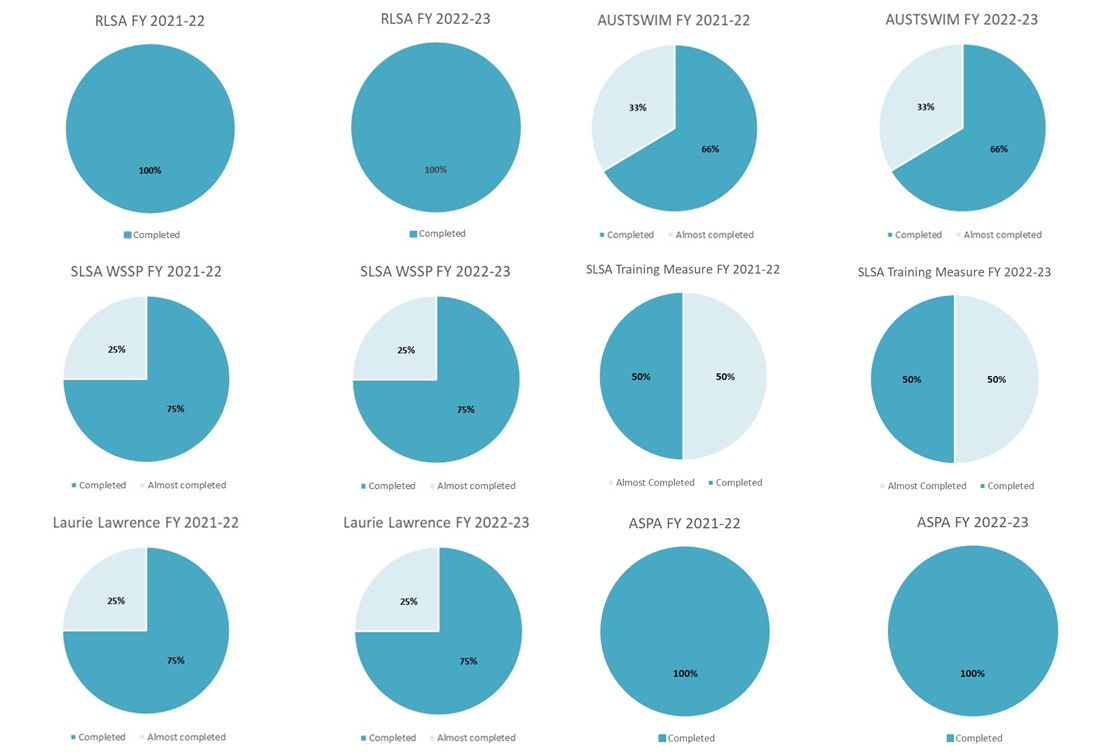 RLSA FY 2021-22
100%
Completed
RLSA FY 2022-23
100%
Completed
AUSTSWIM FY 2021-22
33%
66%
Completed Almost completed
AUSTSWIM FY 2022-23
33%
66%
Completed Almost completed
SLSA WSSP FY 2021-22
25%
75%
Completed Almost completed
SLSA WSSP FY 2022-23
25%
75%
Completed Almost completed
SLSA Training Measure FY 2021-22
50% 50%
Almost Completed Completed
SLSA Training Measure FY 2022-23
50% 50%
Almost Completed Completed
Laurie Lawrence FY 2021-22
25%
75%
Completed Almost completed
Laurie Lawrence FY 2022-23
25%
75%
Completed Almost completed
ASPA FY 2021-22
100%
Completed
ASPA FY 2022-23
100%
Completed